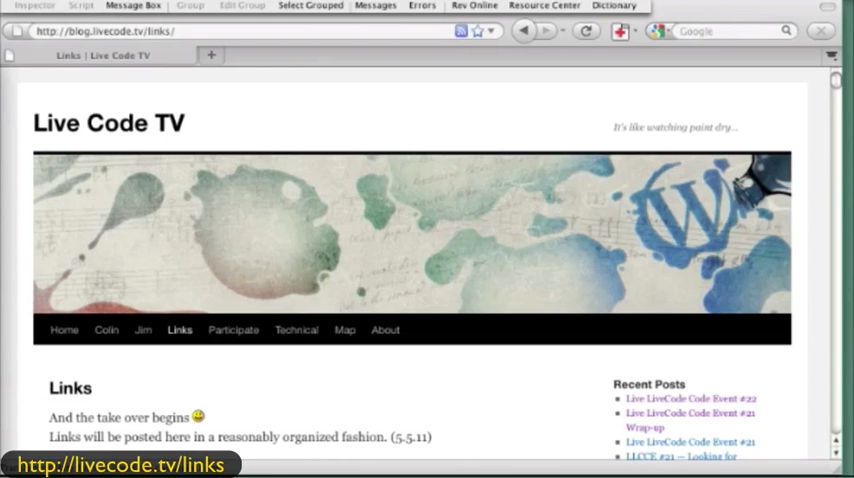 Inspector Script Message Box Group Edit Group Select Grouped Messages Errors Rev Online Resource Center Dictionary
http://blog.livecode.tv/links/ Google
Links | Live Code TV
Live Code TV
It's like watching paint dry...
W
Home Colin Jim Links Participate Technical Map About
Links
And the take over begins
Links will be posted here in a reasonably organized fashion. (5.5.11)
Recent Posts
Live LiveCode Code Event #22
Live LiveCode Code Event #21
Wrap-up
Live LiveCode Code Event #21
LLCCE #21 — Looking for
http://livecode.tv/links